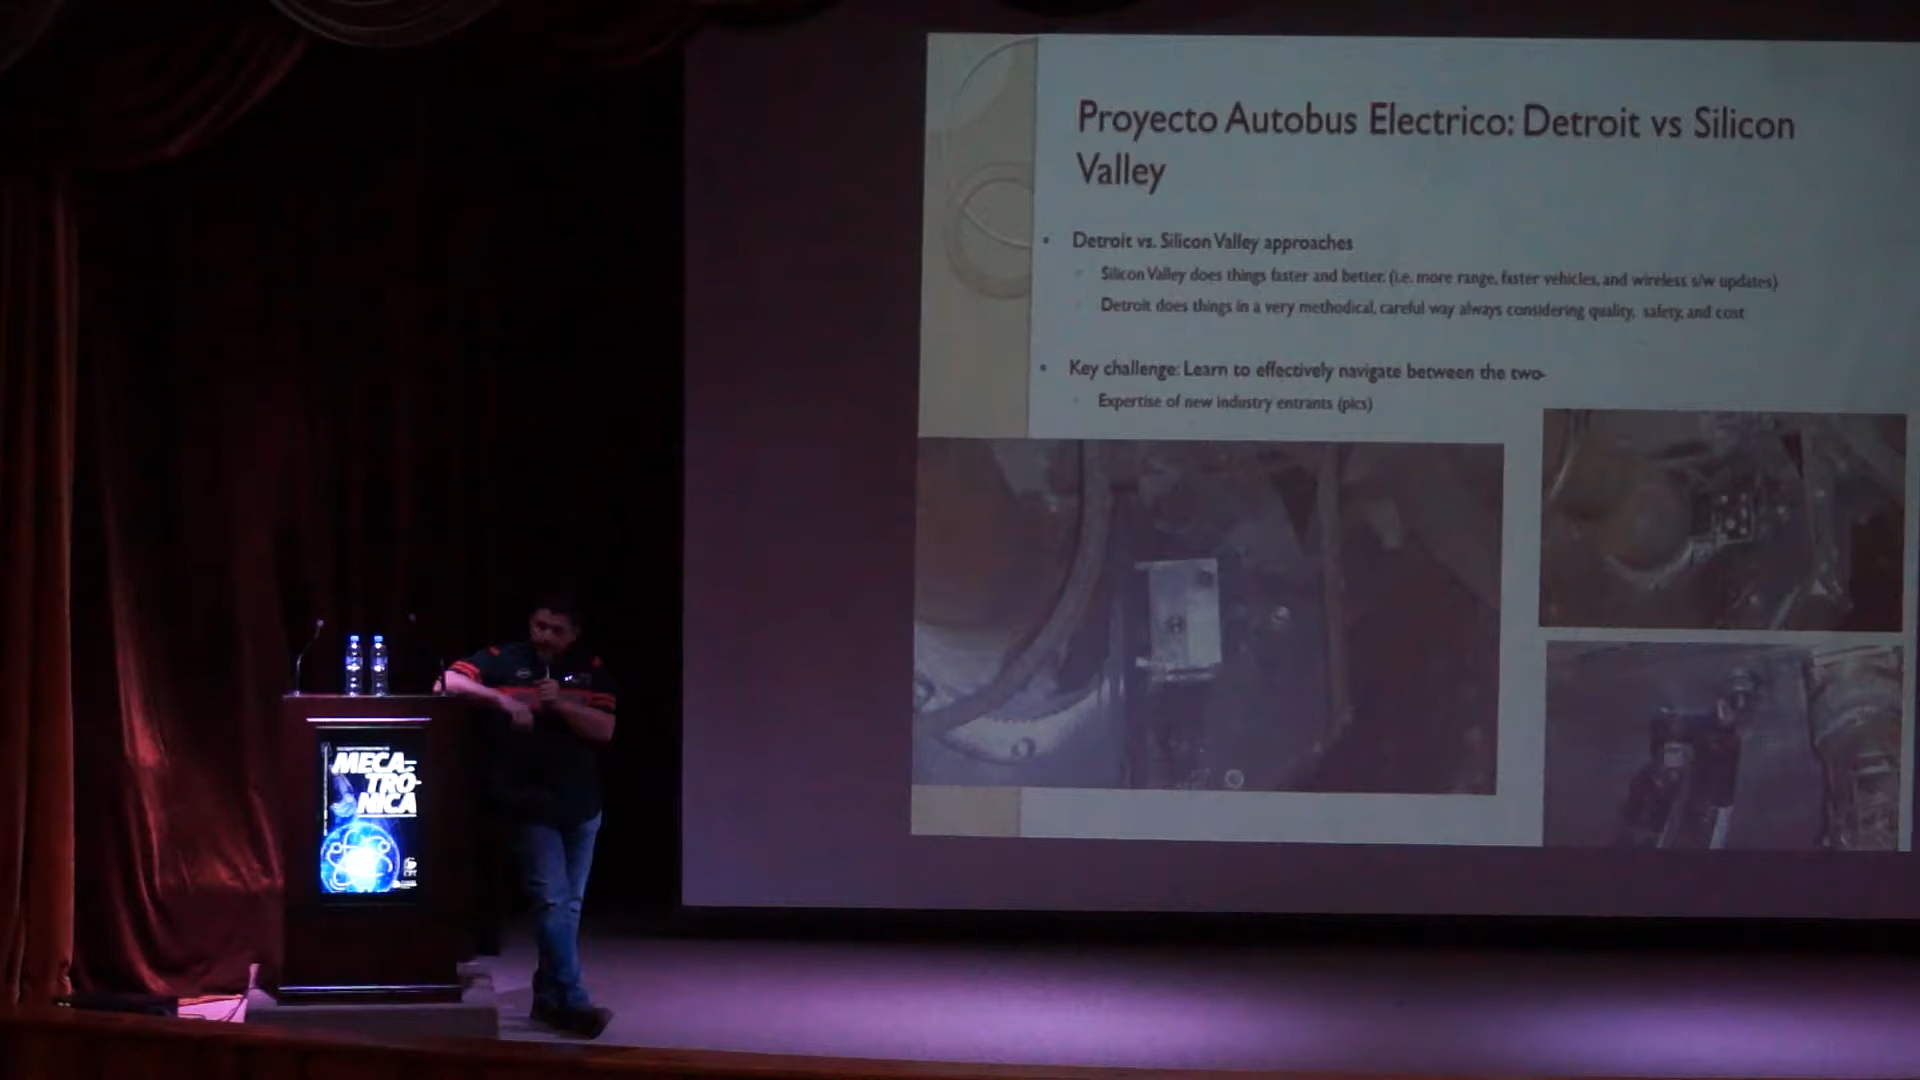 Proyecto Autobus Electrico: Detroit vs Silicon
Valley
• Detroit vs. Silicon Valley approaches
Silicon Valley does things faster and better. (i.e. more range, faster vehicles, and wireless s/w updates)
Detroit does things in a very methodical, careful way always considering quality, safety, and cost
• Key challenge: Learn to effectively navigate between the two-
Expertise of new industry entrants (pics)
MECA-
TRÓ-
NICA